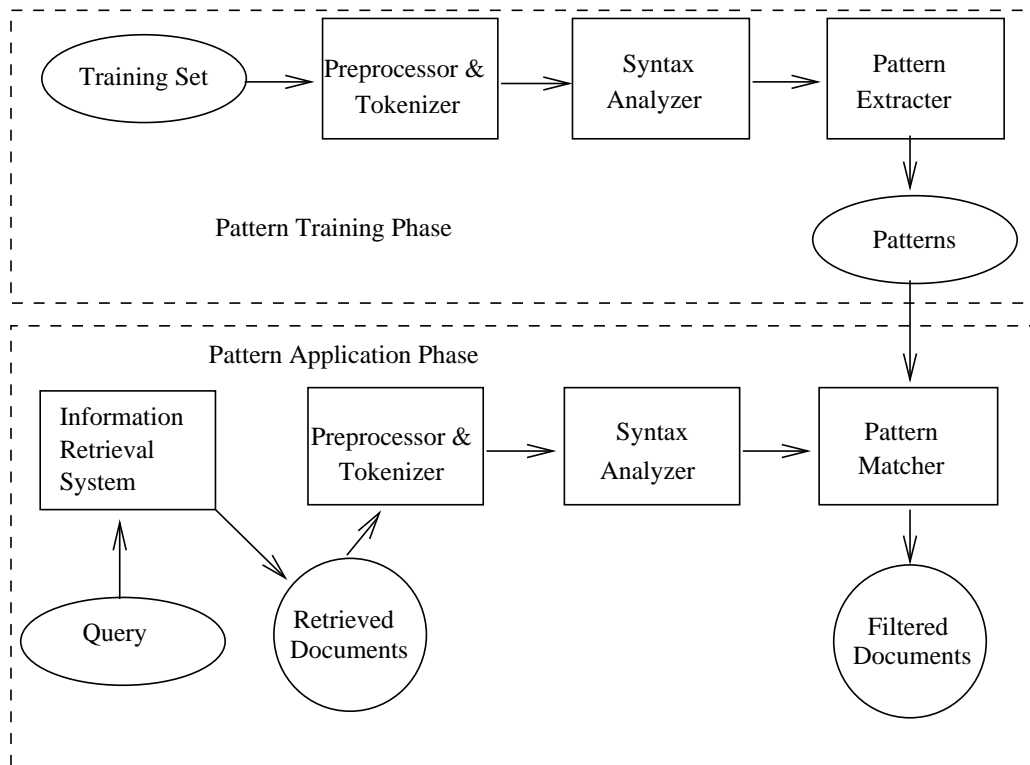 Training Set
Preprocessor &
Tokenizer
Syntax
Analyzer
Pattern
Extracter
Pattern Training Phase
Patterns
Pattern Application Phase
Information
Retrieval
System
Preprocessor &
Tokenizer
Syntax
Analyzer
Pattern
Matcher
Query
Retrieved
Documents
Filtered
Documents